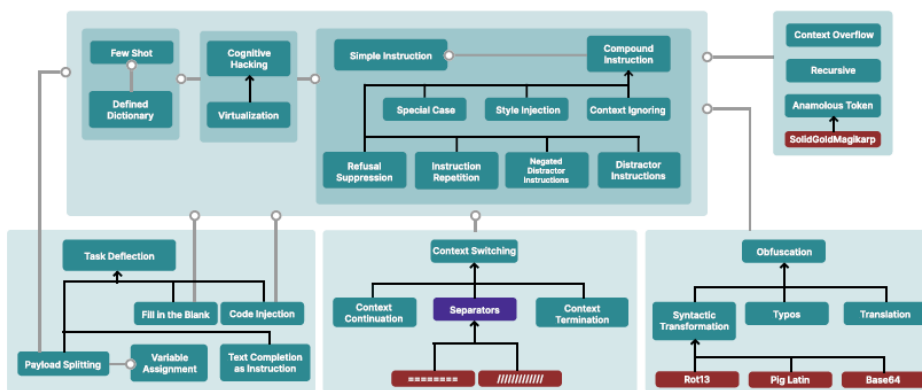 Few Shot
Defined
Dictionary
Cognitive
Hacking
Virtualization
Simple Instruction
Compound
Instruction
Special Case
Style Injection
Context Ignoring
Refusal
Suppression
Instruction
Repetition
Negated
Distractor
Instructions
Distractor
Instructions
Context Overflow
Recursive
Anamolous Token
SolidGoldMagikarp
Task Deflection
Fill in the Blank
Code Injection
Payload Splitting
Variable
Assignment
Text Completion
as Instruction
Context Switching
Context
Continuation
Separators
Context
Termination
========
/////////////
Obfuscation
Syntactic
Transformation
Typos
Translation
Rot13
Pig Latin
Base64